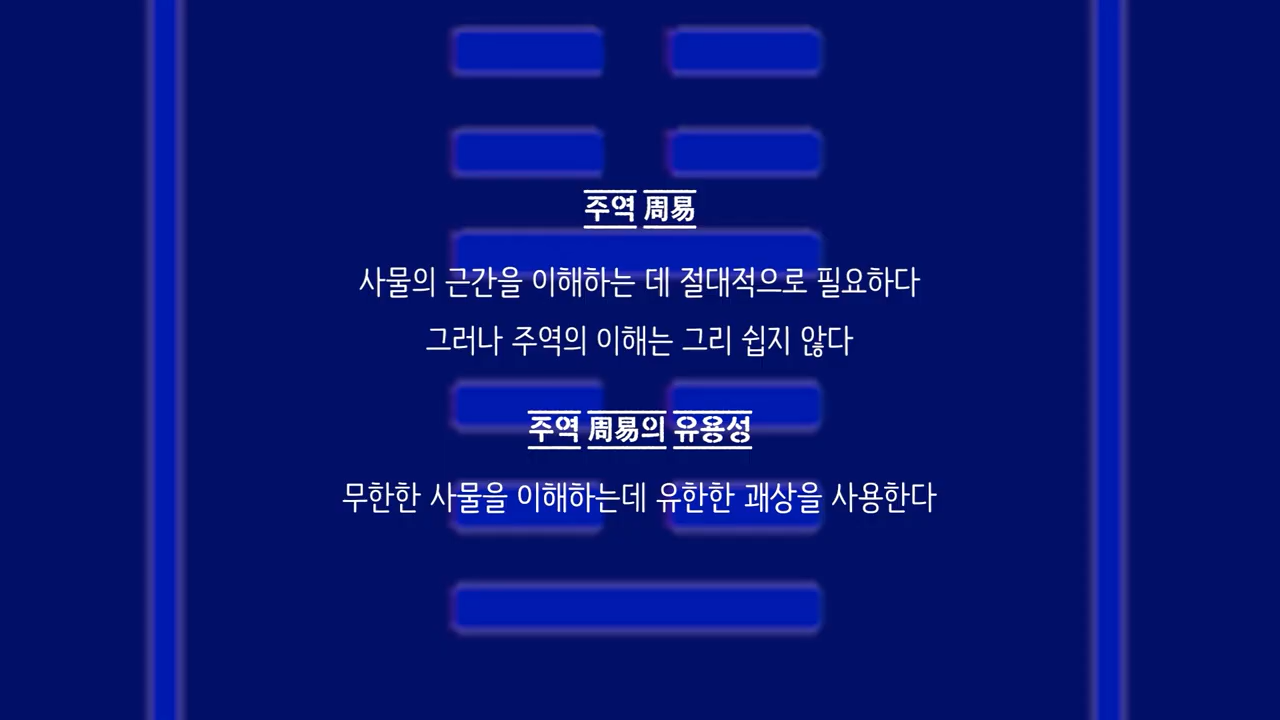 주역 周易
사물의 근간을 이해하는 데 절대적으로 필요하다
그러나 주역의 이해는 그리 쉽지 않다
주역 周易의 유용성
무한한 사물을 이해하는데 유한한 괘상을 사용한다